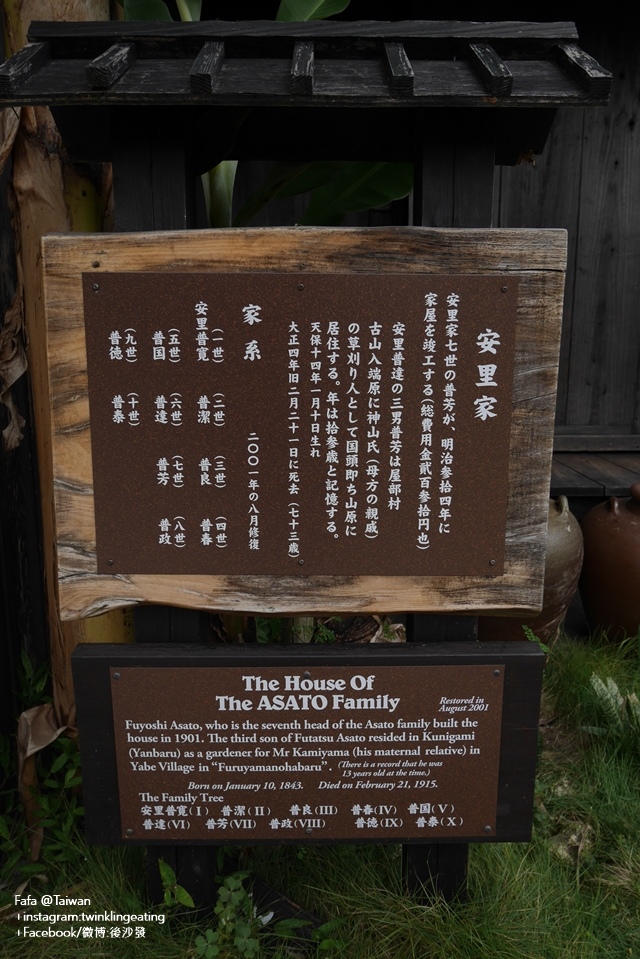 安里家
安里家七世の普芳が、明治参拾四年に
家屋を竣工する(総費用金貮百参拾円也)
安里普達の三男普芳は屋部村
古山入端原に神山氏(母方の親戚)
の草刈り人として国頭即ち山原に
居住する。年は拾参歳と記憶する。
天保十四年一月十日生れ
大正四年旧二月二十一日に死去(七十三歳)
家系
二〇〇一年の八月修復
(一世) (二世) (三世) (四世)
安里普寛 普潔 普良 普春
(五世) (六世) (七世) (八世)
普国 普達 普芳 普政
(九世) (十世)
普徳 普泰
The House Of
The ASATO Family
Restored in
August 2001
Fuyoshi Asato, who is the seventh head of the Asato family built the
house in 1901. The third son of Futatsu Asato resided in Kunigami
(Yanbaru) as a gardener for Mr Kamiyama (his maternal relative) in
Yabe Village in "Furuyamanohabaru". (There is a record that he was
13 years old at the time.)
Born on January 10, 1843. Died on February 21, 1915.
The Family Tree
安里普寛(I) 普潔(II) 普良(III) 普春(IV) 普国(V)
普達(VI) 普芳(VII) 普政(VIII) 普徳(IX) 普泰(X)
Fafa @Taiwan
instagram:twinklingeating
Facebook/微博:後沙發